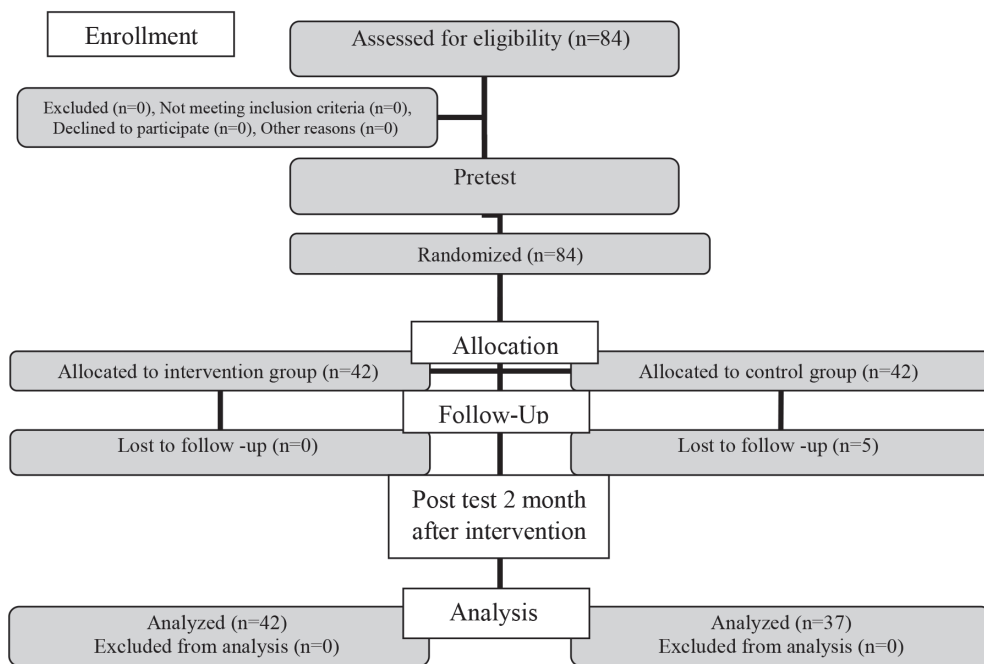 Enrollment
Assessed for eligibility (n=84)
Excluded (n=0), Not meeting inclusion criteria (n=0),
Declined to participate (n=0), Other reasons (n=0)
Pretest
Randomized (n=84)
Allocation
Allocated to intervention group (n=42)
Allocated to control group (n=42)
Follow-Up
Lost to follow -up (n=0)
Lost to follow -up (n=5)
Post test 2 month
after intervention
Analysis
Analyzed (n=42)
Excluded from analysis (n=0)
Analyzed (n=37)
Excluded from analysis (n=0)